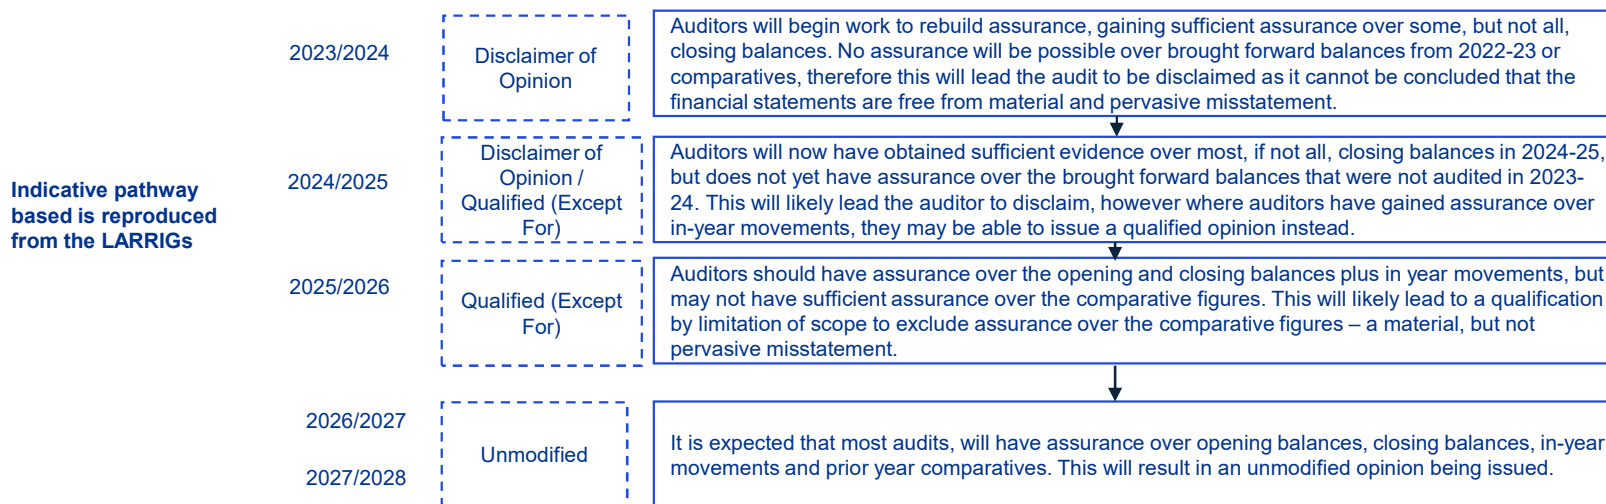 Indicative pathway
based is reproduced
from the LARRIGs
2023/2024
Disclaimer of
Opinion
Auditors will begin work to rebuild assurance, gaining sufficient assurance over some, but not all,
closing balances. No assurance will be possible over brought forward balances from 2022-23 or
comparatives, therefore this will lead the audit to be disclaimed as it cannot be concluded that the
financial statements are free from material and pervasive misstatement.
2024/2025
Disclaimer of
Opinion /
Qualified (Except
For)
Auditors will now have obtained sufficient evidence over most, if not all, closing balances in 2024-25,
but does not yet have assurance over the brought forward balances that were not audited in 2023-
24. This will likely lead the auditor to disclaim, however where auditors have gained assurance over
in-year movements, they may be able to issue a qualified opinion instead.
2025/2026
Qualified (Except
For)
Auditors should have assurance over the opening and closing balances plus in year movements, but
may not have sufficient assurance over the comparative figures. This will likely lead to a qualification
by limitation of scope to exclude assurance over the comparative figures – a material, but not
pervasive misstatement.
2026/2027
2027/2028
Unmodified
It is expected that most audits, will have assurance over opening balances, closing balances, in-year
movements and prior year comparatives. This will result in an unmodified opinion being issued.